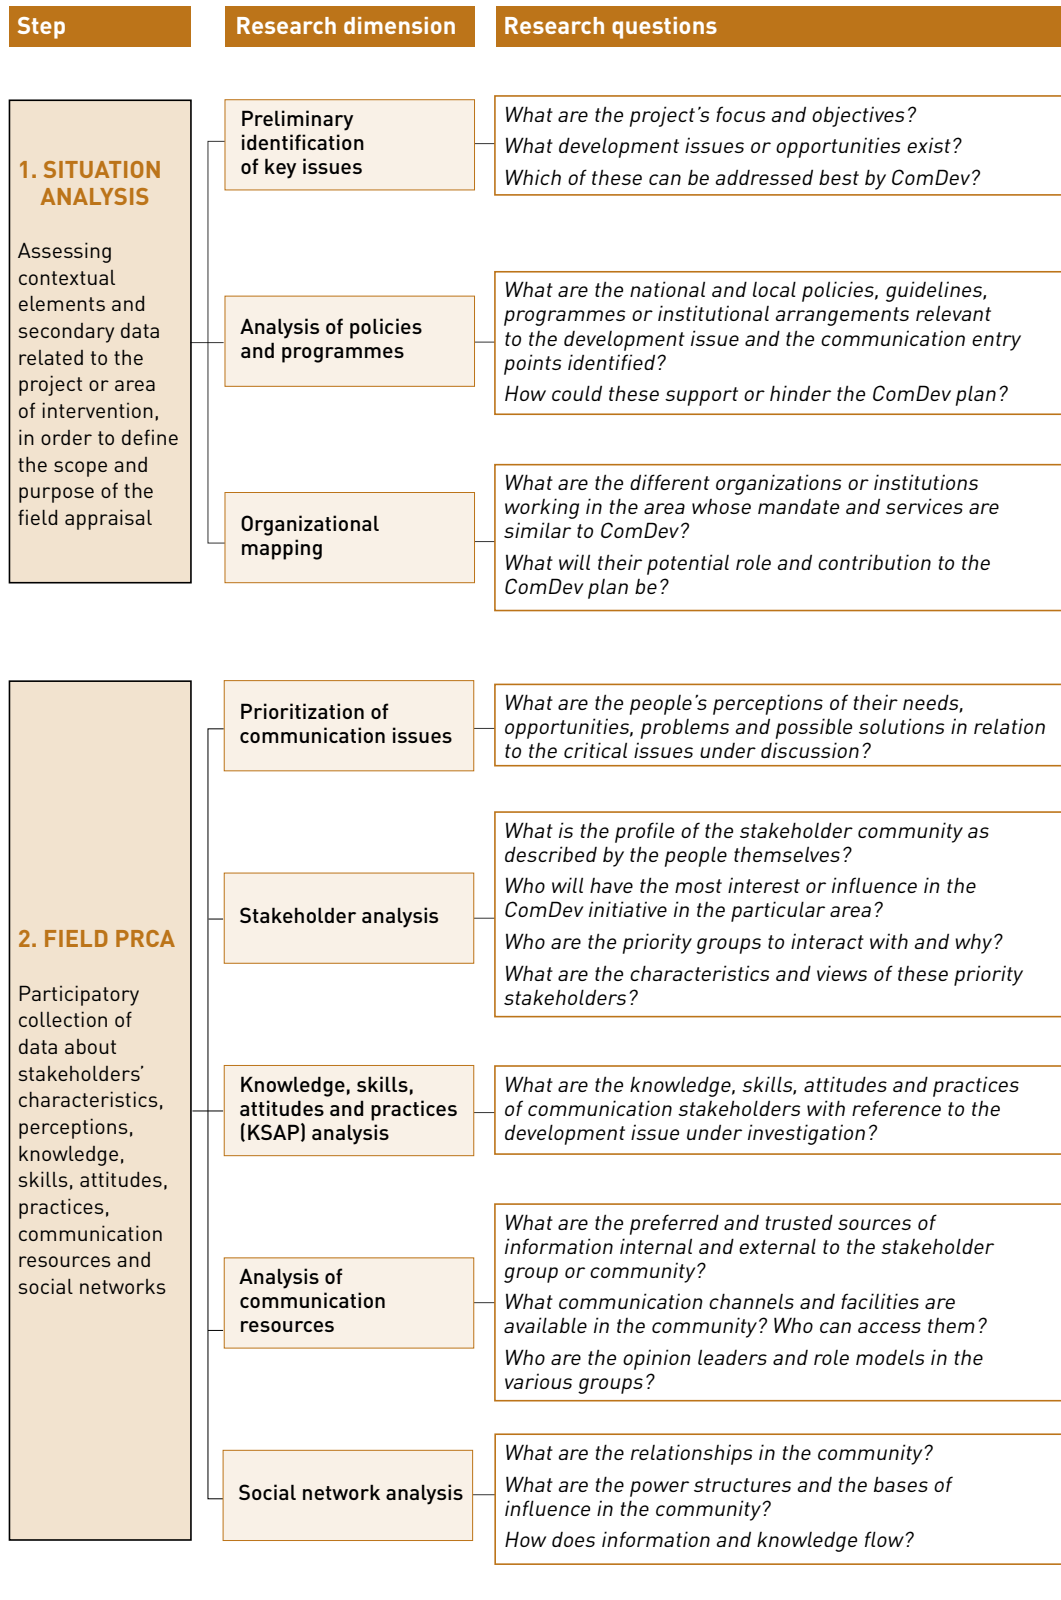 Step
Research dimension
Research questions
1. SITUATION
ANALYSIS
Assessing
contextual
elements and
secondary data
related to the
project or area
of intervention,
in order to define
the scope and
purpose of the
field appraisal
Preliminary
identification
of key issues
What are the project’s focus and objectives?
What development issues or opportunities exist?
Which of these can be addressed best by ComDev?
Analysis of policies
and programmes
What are the national and local policies, guidelines,
programmes or institutional arrangements relevant
to the development issue and the communication entry
points identified?
How could these support or hinder the ComDev plan?
Organizational
mapping
What are the different organizations or institutions
working in the area whose mandate and services are
similar to ComDev?
What will their potential role and contribution to the
ComDev plan be?
2. FIELD PRCA
Participatory
collection of
data about
stakeholders’
characteristics,
perceptions,
knowledge,
skills, attitudes,
practices,
communication
resources and
social networks
Prioritization of
communication issues
What are the people’s perceptions of their needs,
opportunities, problems and possible solutions in relation
to the critical issues under discussion?
Stakeholder analysis
What is the profile of the stakeholder community as
described by the people themselves?
Who will have the most interest or influence in the
ComDev initiative in the particular area?
Who are the priority groups to interact with and why?
What are the characteristics and views of these priority
stakeholders?
Knowledge, skills,
attitudes and practices
(KSAP) analysis
What are the knowledge, skills, attitudes and practices
of communication stakeholders with reference to the
development issue under investigation?
Analysis of
communication
resources
What are the preferred and trusted sources of
information internal and external to the stakeholder
group or community?
What communication channels and facilities are
available in the community? Who can access them?
Who are the opinion leaders and role models in the
various groups?
Social network analysis
What are the relationships in the community?
What are the power structures and the bases of
influence in the community?
How does information and knowledge flow?